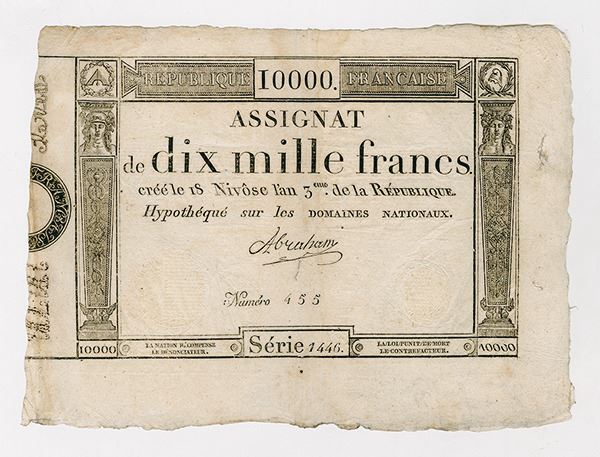 RÉPUBLIQUE 10000. FRANÇAISE
ASSIGNAT
de dix mille francs.
créé le 18 Nivôse l'an 3eme. de la RÉPUBLIQUE.
Hypothéqué sur les DOMAINES NATIONAUX.
Abraham
Numéro 455
10000 LA NATION RÉCOMPENSE LE DÉNONCIATEUR. Série 1446. LA LOI PUNIT DE MORT LE CONTREFACTEUR. 10000